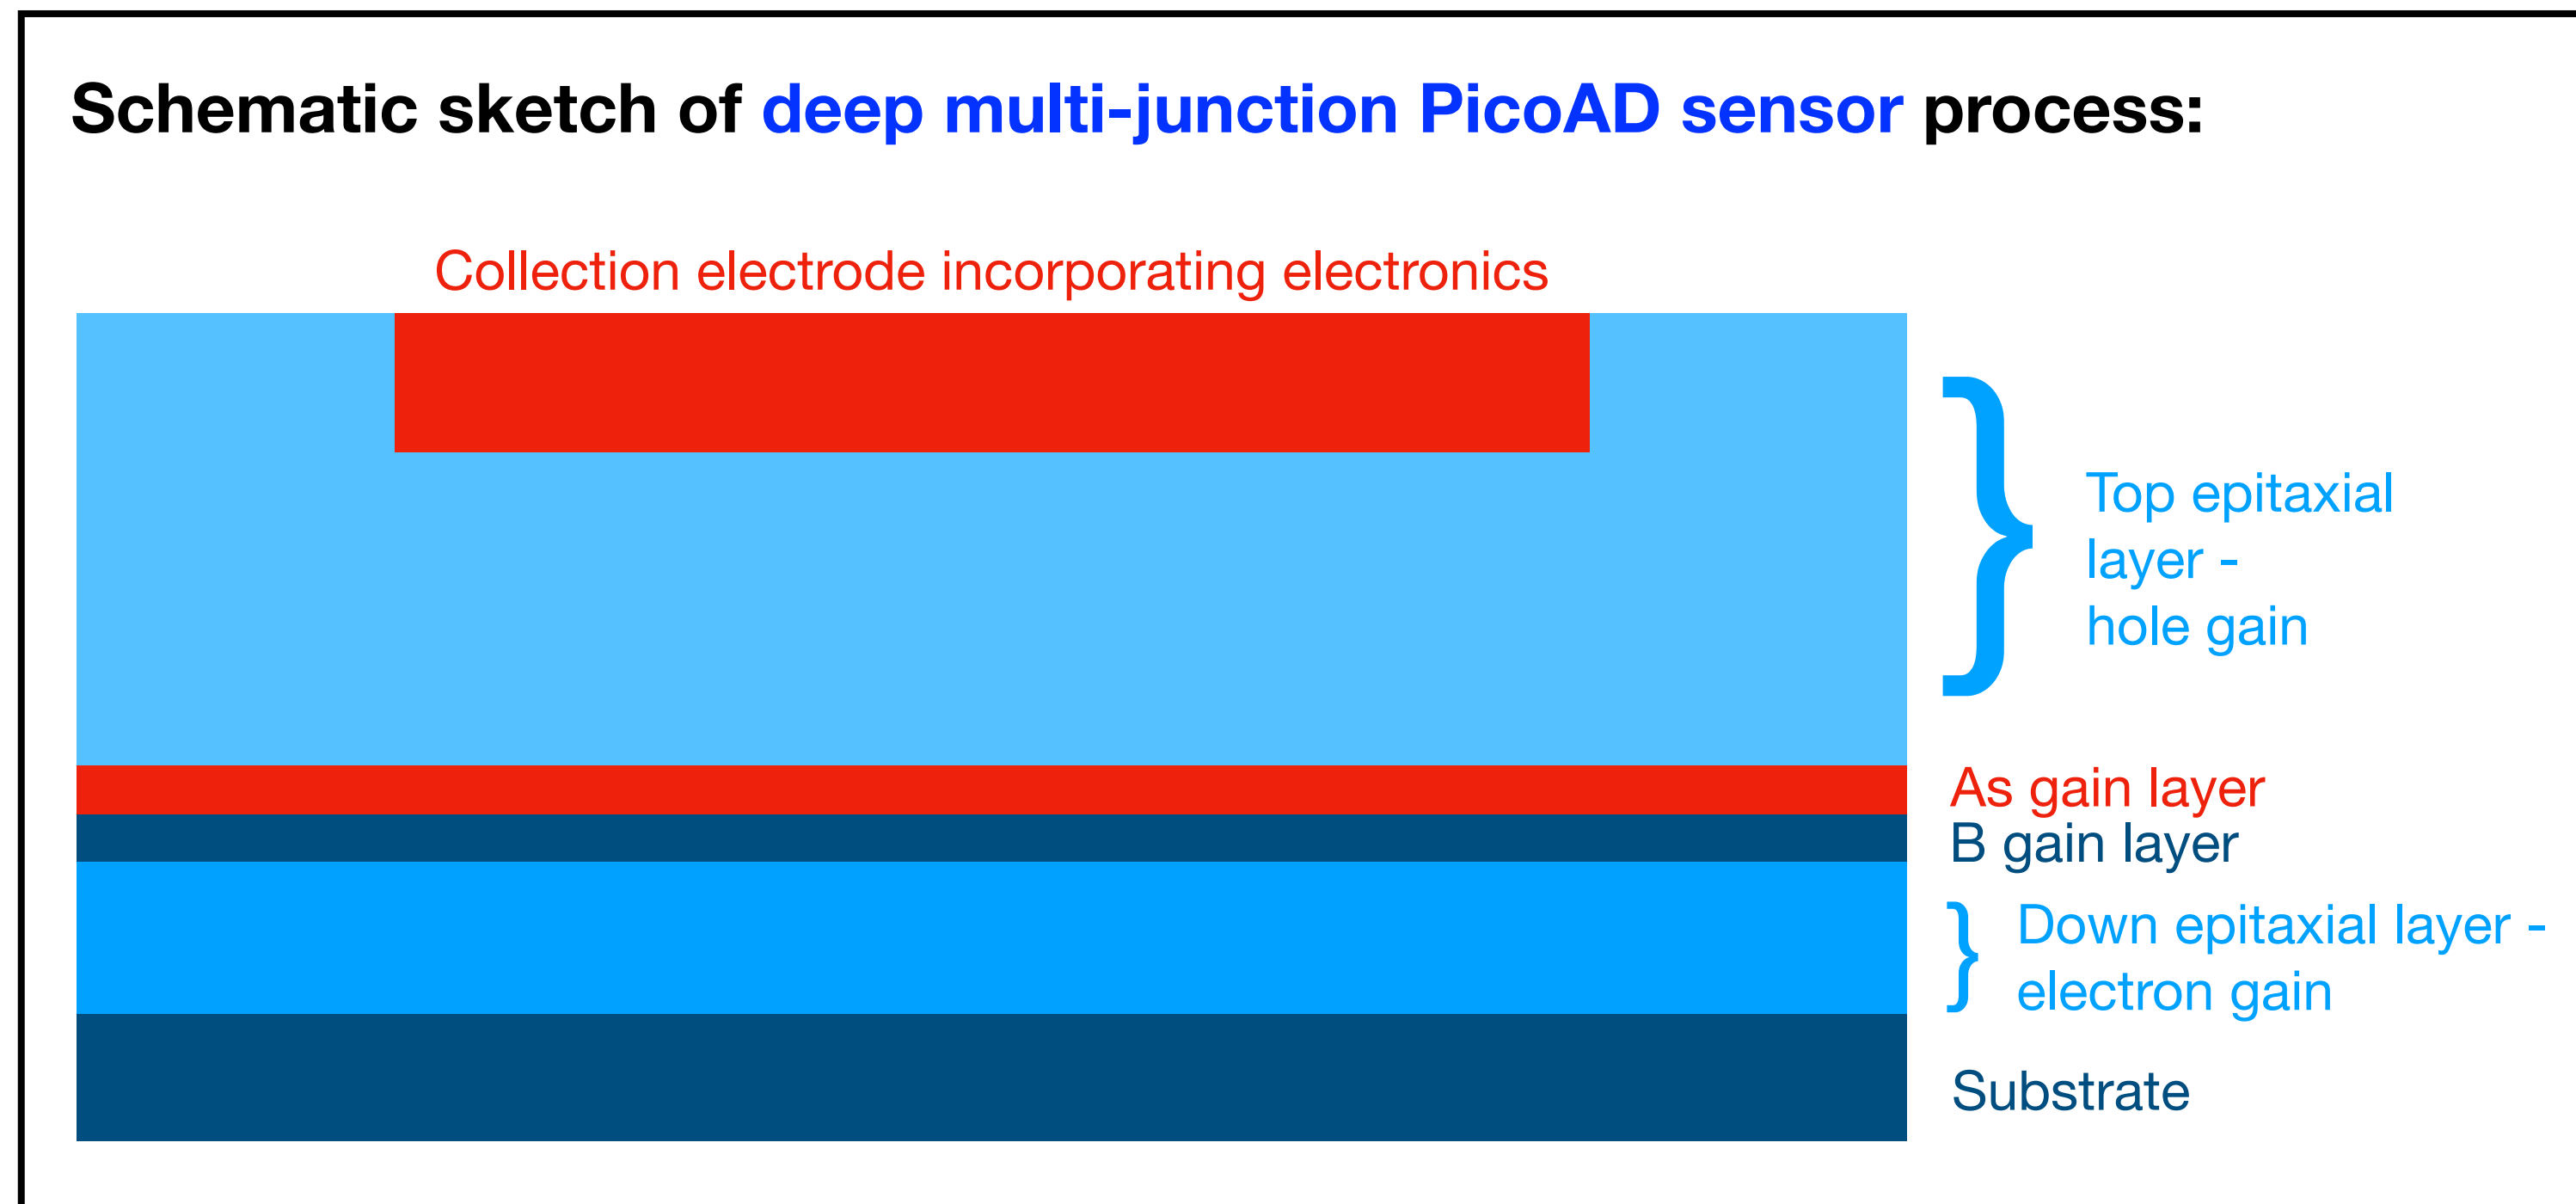 Schematic sketch of deep multi-junction PicoAD sensor process:
Collection electrode incorporating electronics
Top epitaxial
layer -
hole gain
As gain layer
B gain layer
Down epitaxial layer -
electron gain
Substrate